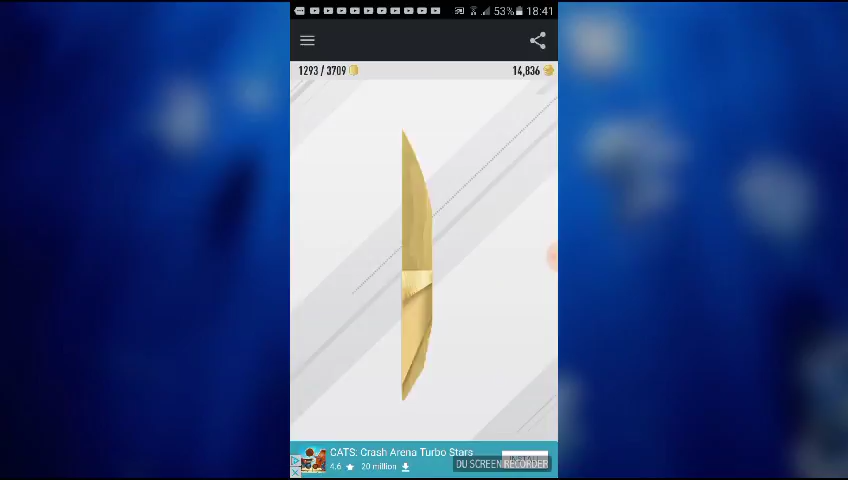 53% 18:41
1293 / 3709
14,836
CATS: Crash Arena Turbo Stars
4.6 20 million
DU SCREEN RECORDER